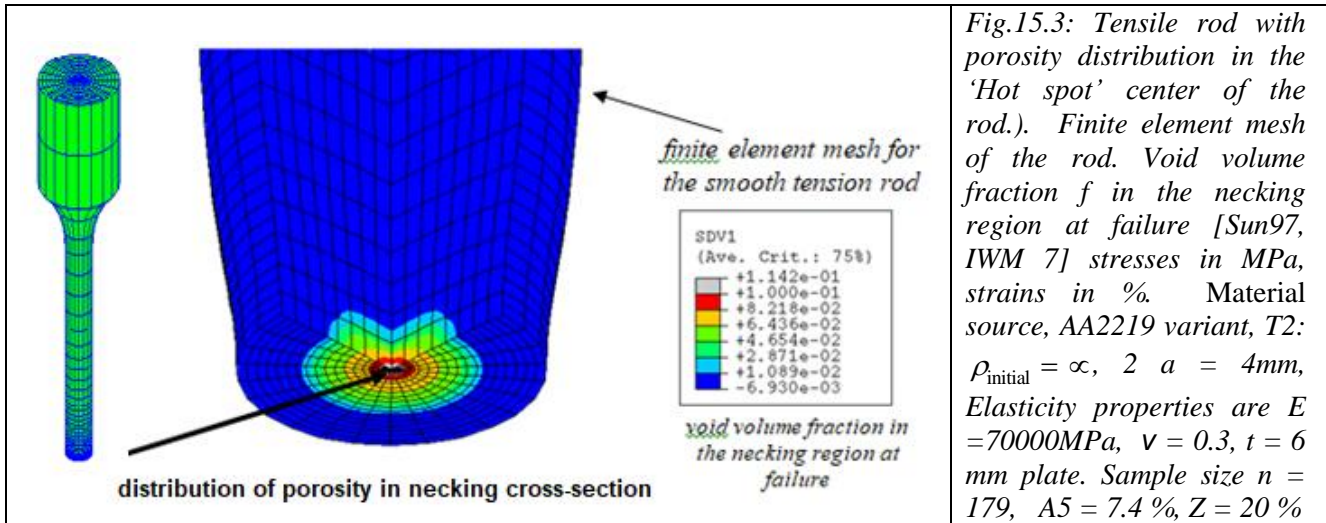 finite element mesh for
the smooth tension rod
SDV1
(Ave. Crit.: 75%)
+1.142e-01
+1.000e-01
+8.218e-02
+6.436e-02
+4.654e-02
+2.871e-02
+1.089e-02
-6.930e-03
void volume fraction in
the necking region at
failure
distribution of porosity in necking cross-section
Fig.15.3: Tensile rod with
porosity distribution in the
‘Hot spot’ center of the
rod.). Finite element mesh
of the rod. Void volume
fraction f in the necking
region at failure [Sun97,
IWM 7] stresses in MPa,
strains in %. Material
source, AA2219 variant, T2:
ρinitial = ∝, 2 a = 4mm,
Elasticity properties are E
=70000MPa, ν = 0.3, t = 6
mm plate. Sample size n =
179, A5 = 7.4 %, Z = 20 %